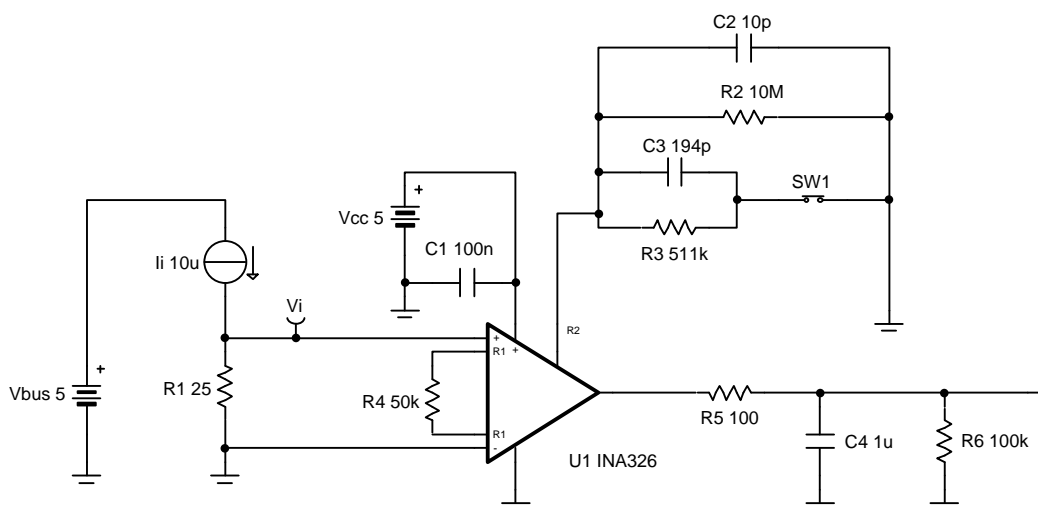 C2 10p
R2 10M
C3 194p
SW1
R3 511k
+
Vcc 5
C1 100n
Ii 10u
Vi
+
Vbus 5
R1 25
R4 50k
+
R1
+
R1
-
R2
U1 INA326
R5 100
C4 1u
R6 100k